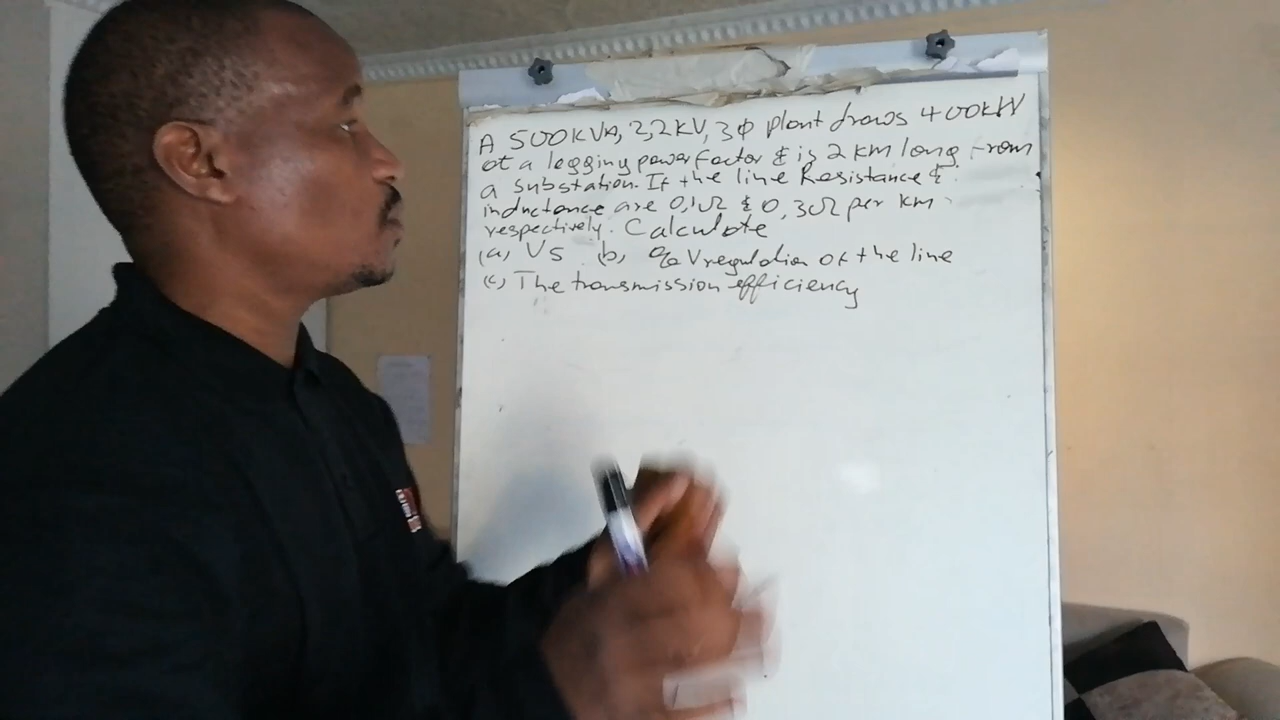 A 500KVA, 2,2KV, 3Φ plant draws 400kW
at a lagging power factor & is 2 KM long from
a substation. If the line Resistance &
inductance are 0,1Ω & 0,3Ω per km
respectively. Calculate
(a) Vs b, % V regulation of the line
(c) The transmission efficiency